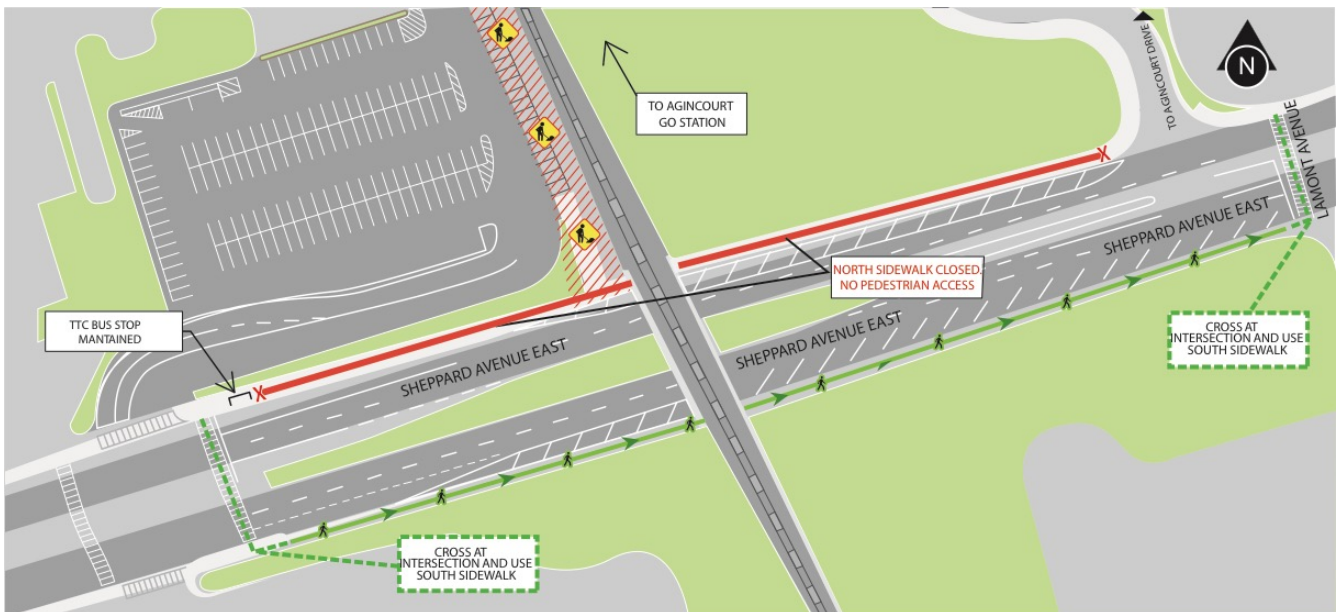 TO AGINCOURT
GO STATION
TO AGINCOURT DRIVE
N
LAMONT AVENUE
SHEPPARD AVENUE EAST
NORTH SIDEWALK CLOSED,
NO PEDESTRIAN ACCESS
TTC BUS STOP
MANTAINED
SHEPPARD AVENUE EAST
SHEPPARD AVENUE EAST
CROSS AT
INTERSECTION AND USE
SOUTH SIDEWALK
CROSS AT
INTERSECTION AND USE
SOUTH SIDEWALK